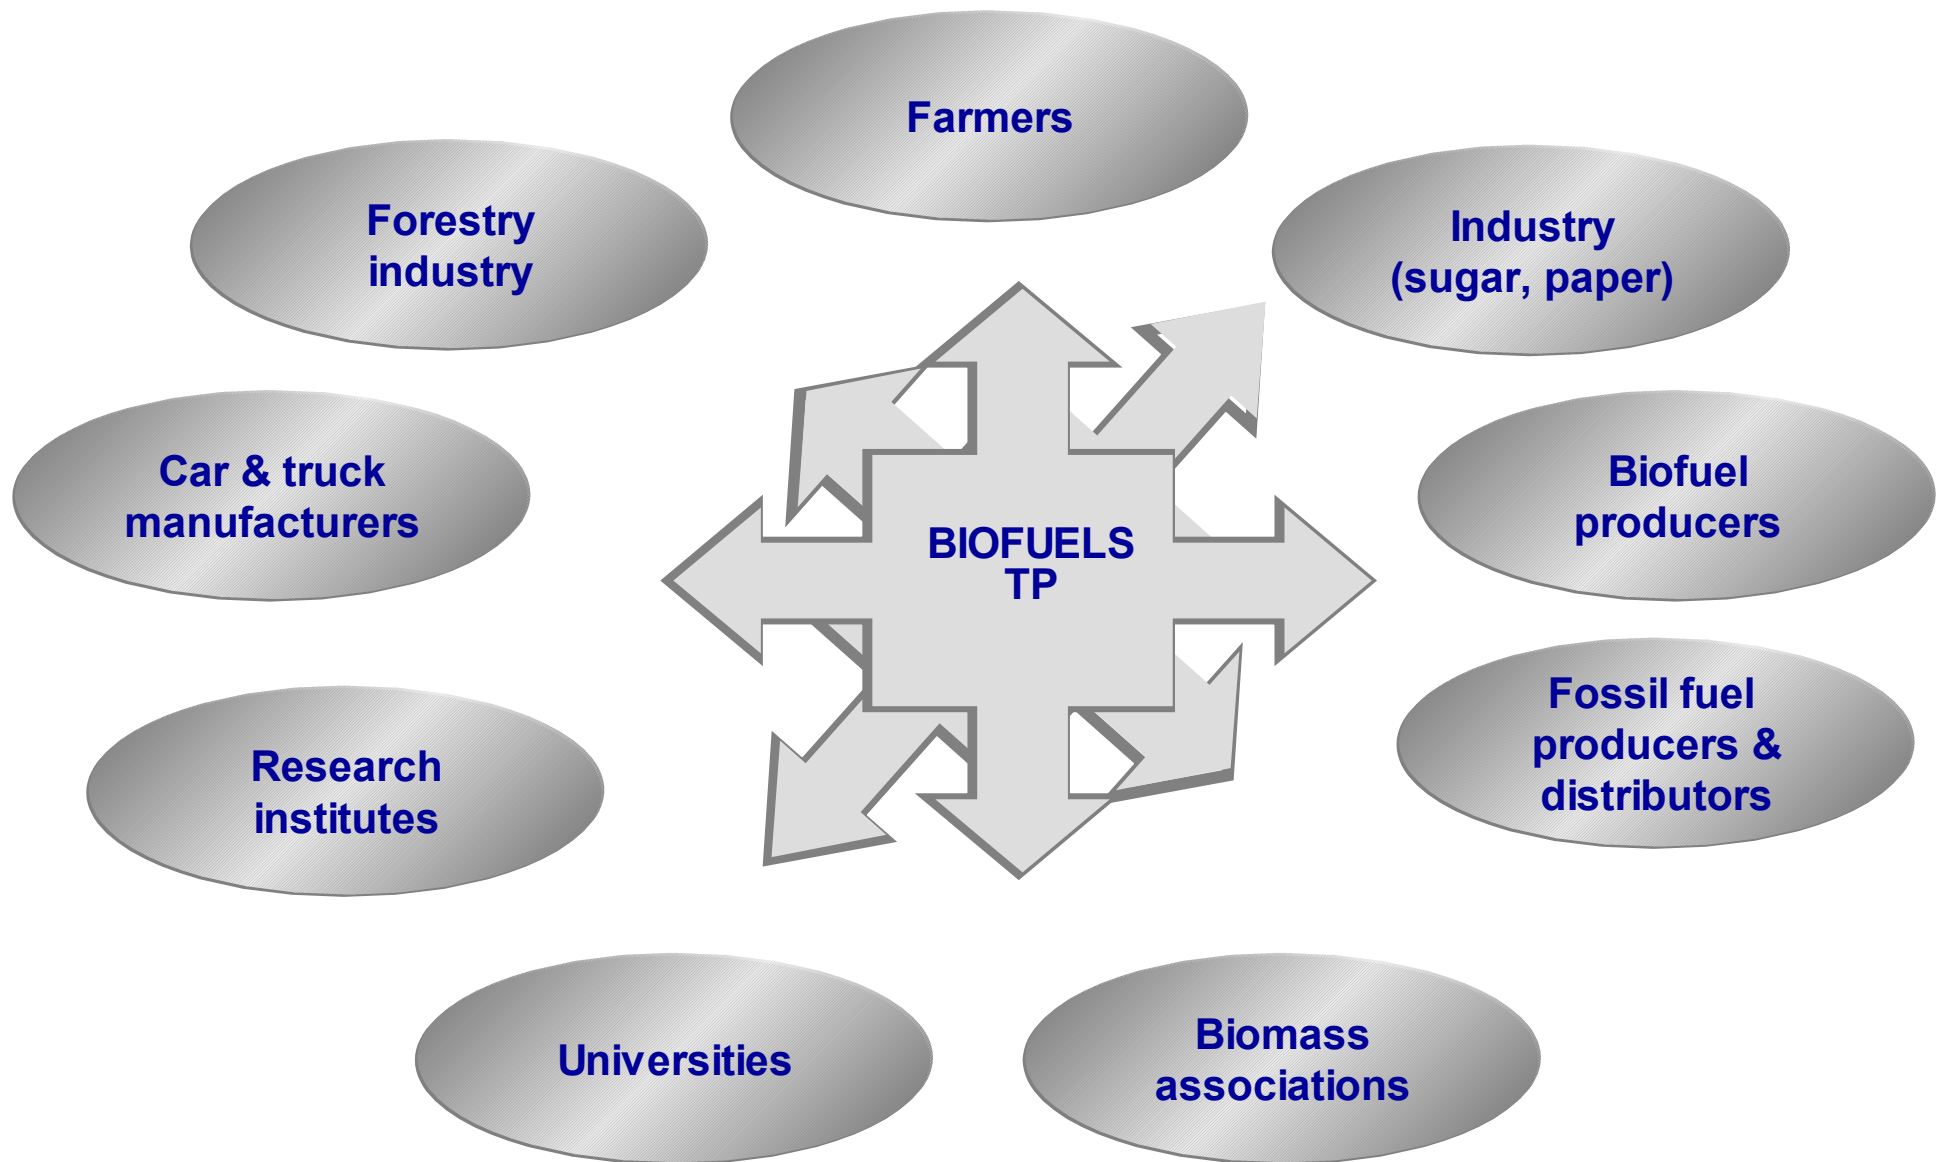 Farmers
Forestry
industry
Industry
(sugar, paper)
Car & truck
manufacturers
Biofuel
producers
BIOFUELS
TP
Fossil fuel
producers &
distributors
Research
institutes
Universities
Biomass
associations